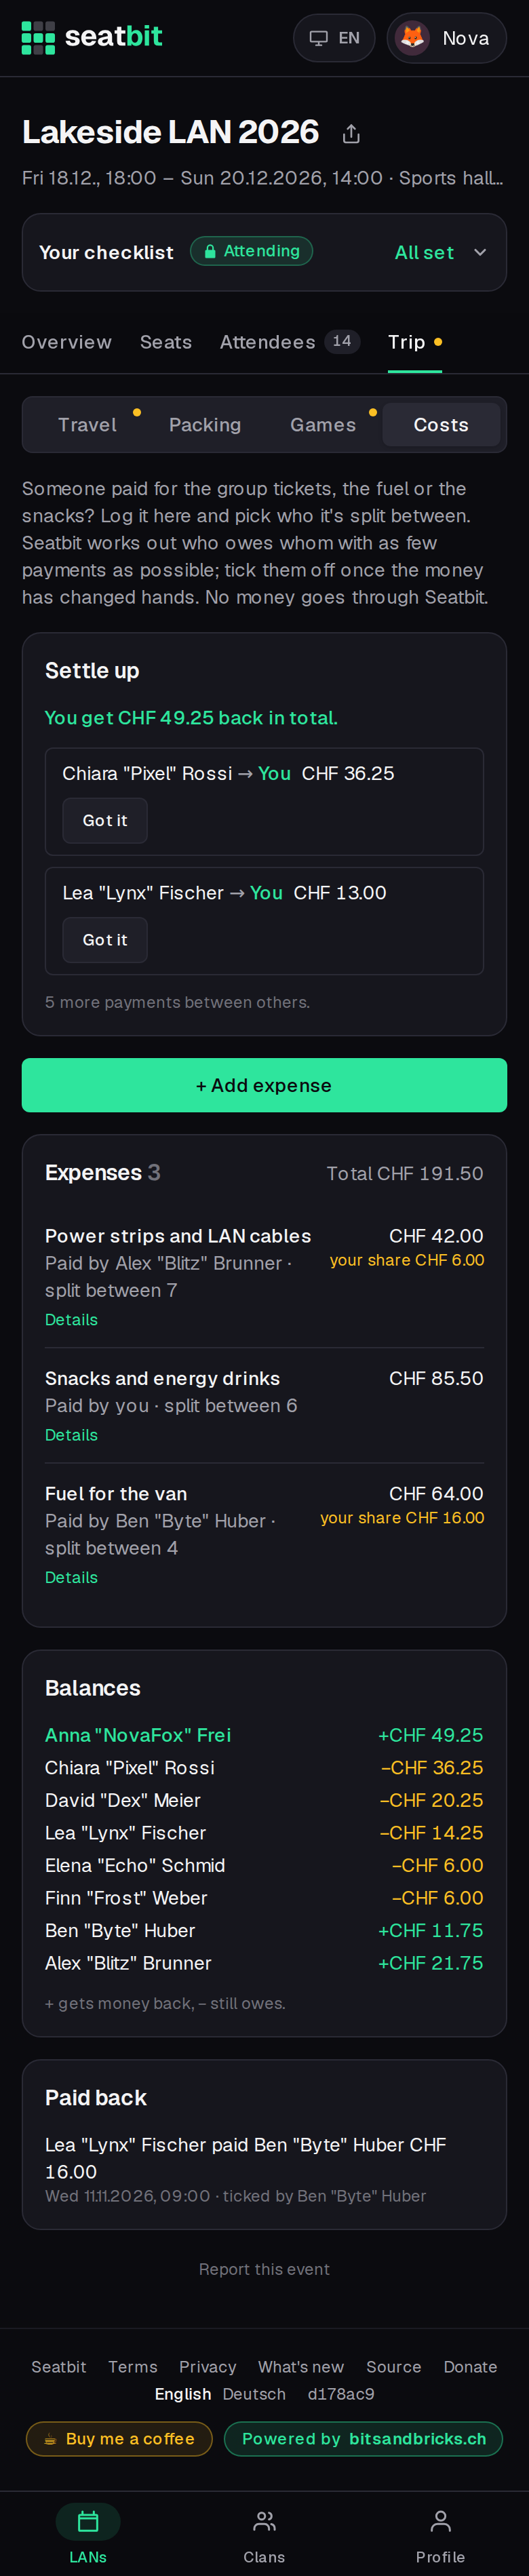 seatbit
EN
Nova
Lakeside LAN 2026
Fri 18.12., 18:00 – Sun 20.12.2026, 14:00 · Sports hall...
Your checklist
Attending
All set
Overview
Seats
Attendees 14
Trip
Travel
Packing
Games
Costs
Someone paid for the group tickets, the fuel or the
snacks? Log it here and pick who it's split between.
Seatbit works out who owes whom with as few
payments as possible; tick them off once the money
has changed hands. No money goes through Seatbit.
Settle up
You get CHF 49.25 back in total.
Chiara "Pixel" Rossi → You CHF 36.25
Got it
Lea "Lynx" Fischer → You CHF 13.00
Got it
5 more payments between others.
+ Add expense
Expenses 3
Total CHF 191.50
Power strips and LAN cables
CHF 42.00
Paid by Alex "Blitz" Brunner ·
your share CHF 6.00
split between 7
Details
Snacks and energy drinks
CHF 85.50
Paid by you · split between 6
Details
Fuel for the van
CHF 64.00
Paid by Ben "Byte" Huber ·
your share CHF 16.00
split between 4
Details
Balances
Anna "NovaFox" Frei +CHF 49.25
Chiara "Pixel" Rossi −CHF 36.25
David "Dex" Meier −CHF 20.25
Lea "Lynx" Fischer −CHF 14.25
Elena "Echo" Schmid −CHF 6.00
Finn "Frost" Weber −CHF 6.00
Ben "Byte" Huber +CHF 11.75
Alex "Blitz" Brunner +CHF 21.75
+ gets money back, − still owes.
Paid back
Lea "Lynx" Fischer paid Ben "Byte" Huber CHF
16.00
Wed 11.11.2026, 09:00 · ticked by Ben "Byte" Huber
Report this event
Seatbit Terms Privacy What's new Source Donate
English Deutsch d178ac9
Buy me a coffee
Powered by bitsandbricks.ch
LANs
Clans
Profile